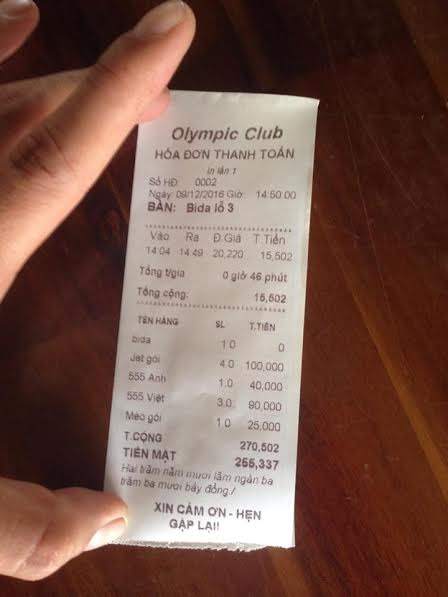 Olympic Club
HÓA ĐƠN THANH TOÁN
in lần 1
Số HĐ: 0002
Ngày: 09/12/2016 Giờ: 14:50:00
BÀN: Bida lỗ 3
Vào Ra Đ.Giá T.Tiền
14:04 14:49 20,220 15,502
Tổng t/gia 0 giờ 46 phút
Tổng cộng: 15,502
TÊN HÀNG SL T.TIỀN
bida 1.0 0
Jet gói 4.0 100,000
555 Anh 1.0 40,000
555 Việt 3.0 90,000
Mèo gói 1.0 25,000
T.CỘNG 270,502
TIỀN MẶT 255,337
Hai trăm năm mươi lăm ngàn ba
trăm ba mươi bảy đồng./
XIN CẢM ƠN - HẸN
GẶP LẠI!